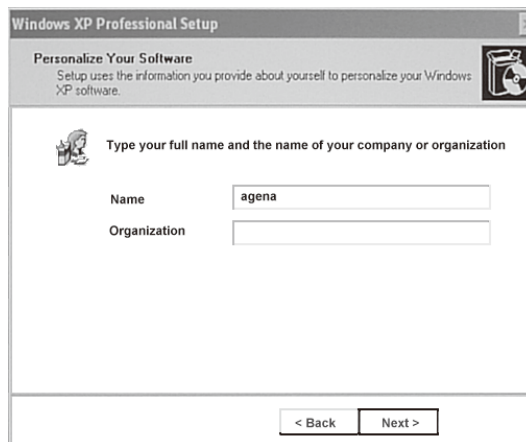 Windows XP Professional Setup
Personalize Your Software
Setup uses the information you provide about yourself to personalize your Windows
XP software.
Type your full name and the name of your company or organization
Name
agena
Organization
< Back
Next >